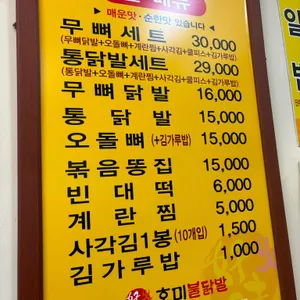 메뉴
▶ 매운맛 · 순한맛 있습니다 ◀
무뼈세트 30,000
(무뼈닭발+오돌뼈+계란찜+사각김+쿨피스+김가루밥)
통닭발세트 29,000
(통닭발+오돌뼈+계란찜+사각김+쿨피스+김가루밥)
무뼈닭발 16,000
통닭발 15,000
오돌뼈 (+김가루밥) 15,000
볶음똥집 15,000
빈대떡 6,000
계란찜 5,000
사각김1봉 (10개입) 1,500
김가루밥 1,000
호미불닭발